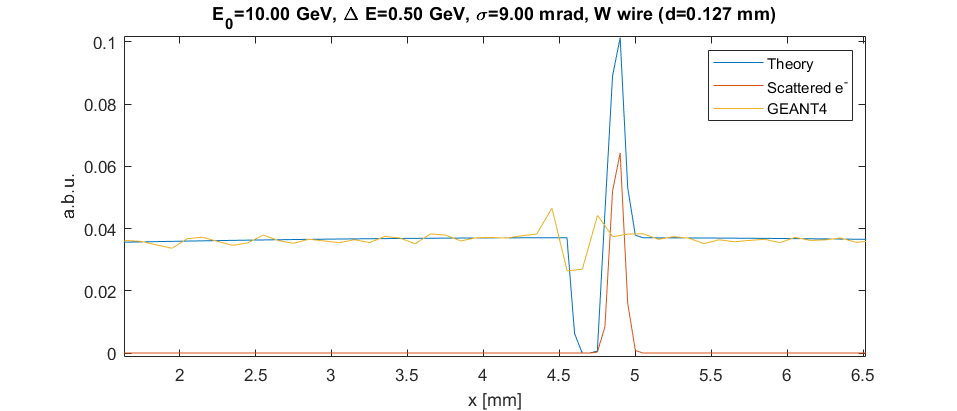 E0=10.00 GeV, Δ E=0.50 GeV, σ=9.00 mrad, W wire (d=0.127 mm)
0.1
0.08
0.06
0.04
0.02
0
a.b.u.
Theory
Scattered e-
GEANT4
2
2.5
3
3.5
4
4.5
5
5.5
6
6.5
x [mm]